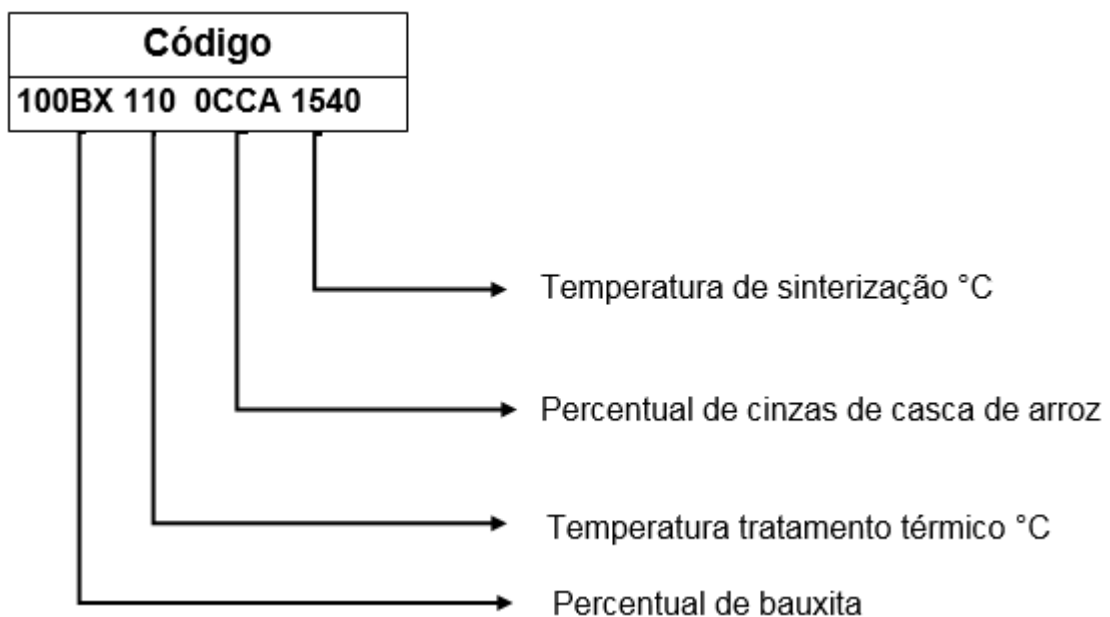 Código
100BX 110 0CCA 1540
Temperatura de sinterização °C
Percentual de cinzas de casca de arroz
Temperatura tratamento térmico °C
Percentual de bauxita